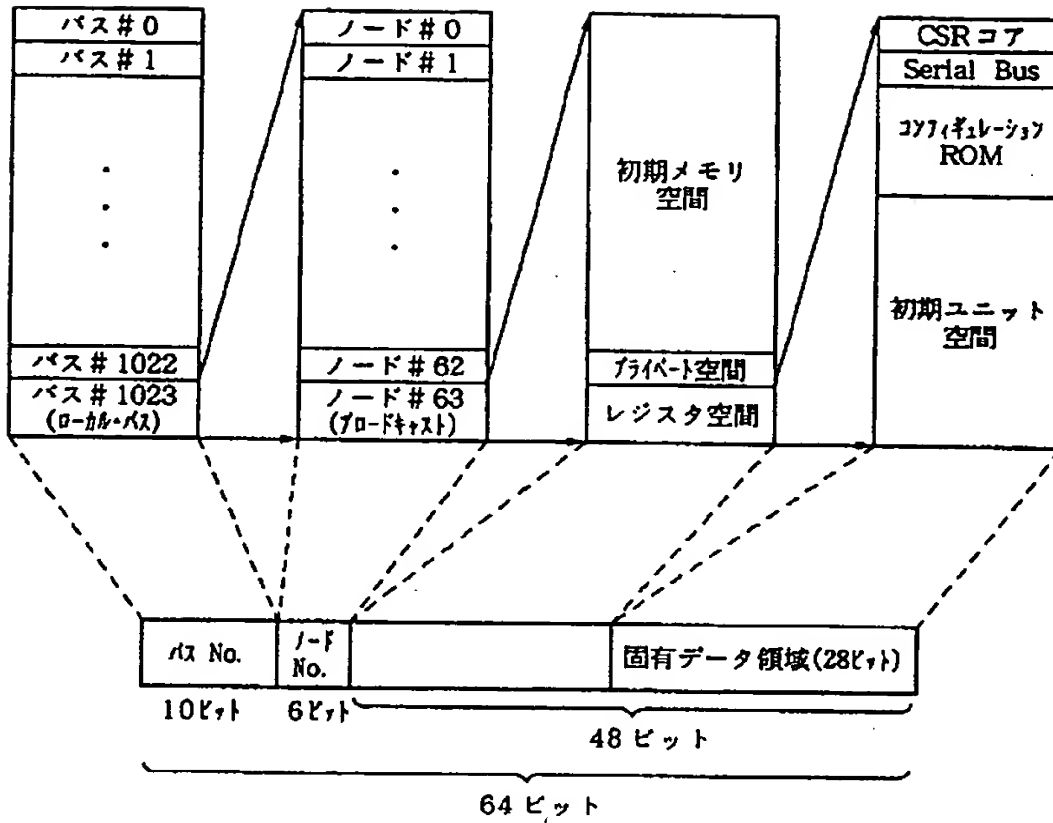 バス#0
バス#1
バス#1022
バス#1023
(ローカル・バス)
ノード#0
ノード#1
ノード#62
ノード#63
(ブロードキャスト)
初期メモリ
空間
プライベート空間
レジスタ空間
CSRコア
Serial Bus
コンフィギュレーション
ROM
初期ユニット
空間
バス No.
ノード
No.
固有データ領域(28ビット)
10ビット
6ビット
48ビット
64ビット